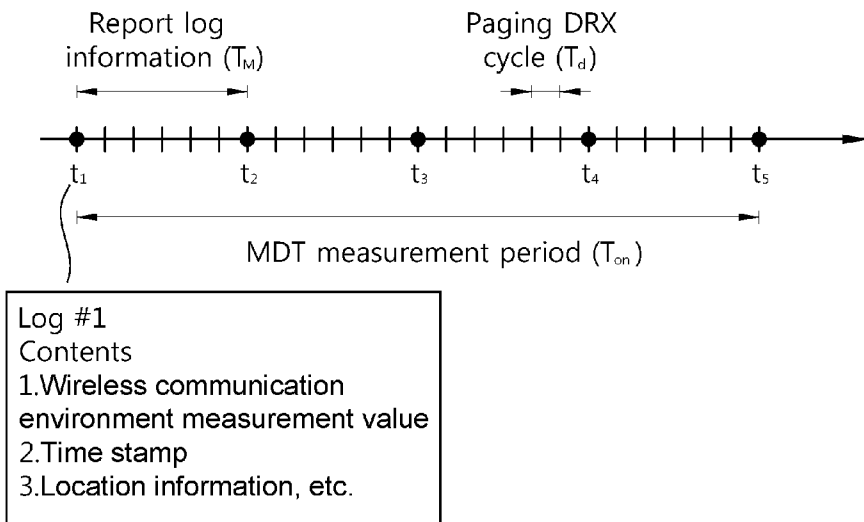 Report log
information (TM)
Paging DRX
cycle (Td)
t1
t2
t3
t4
t5
MDT measurement period (Ton)
Log #1
Contents
1.Wireless communication
environment measurement value
2.Time stamp
3.Location information, etc.